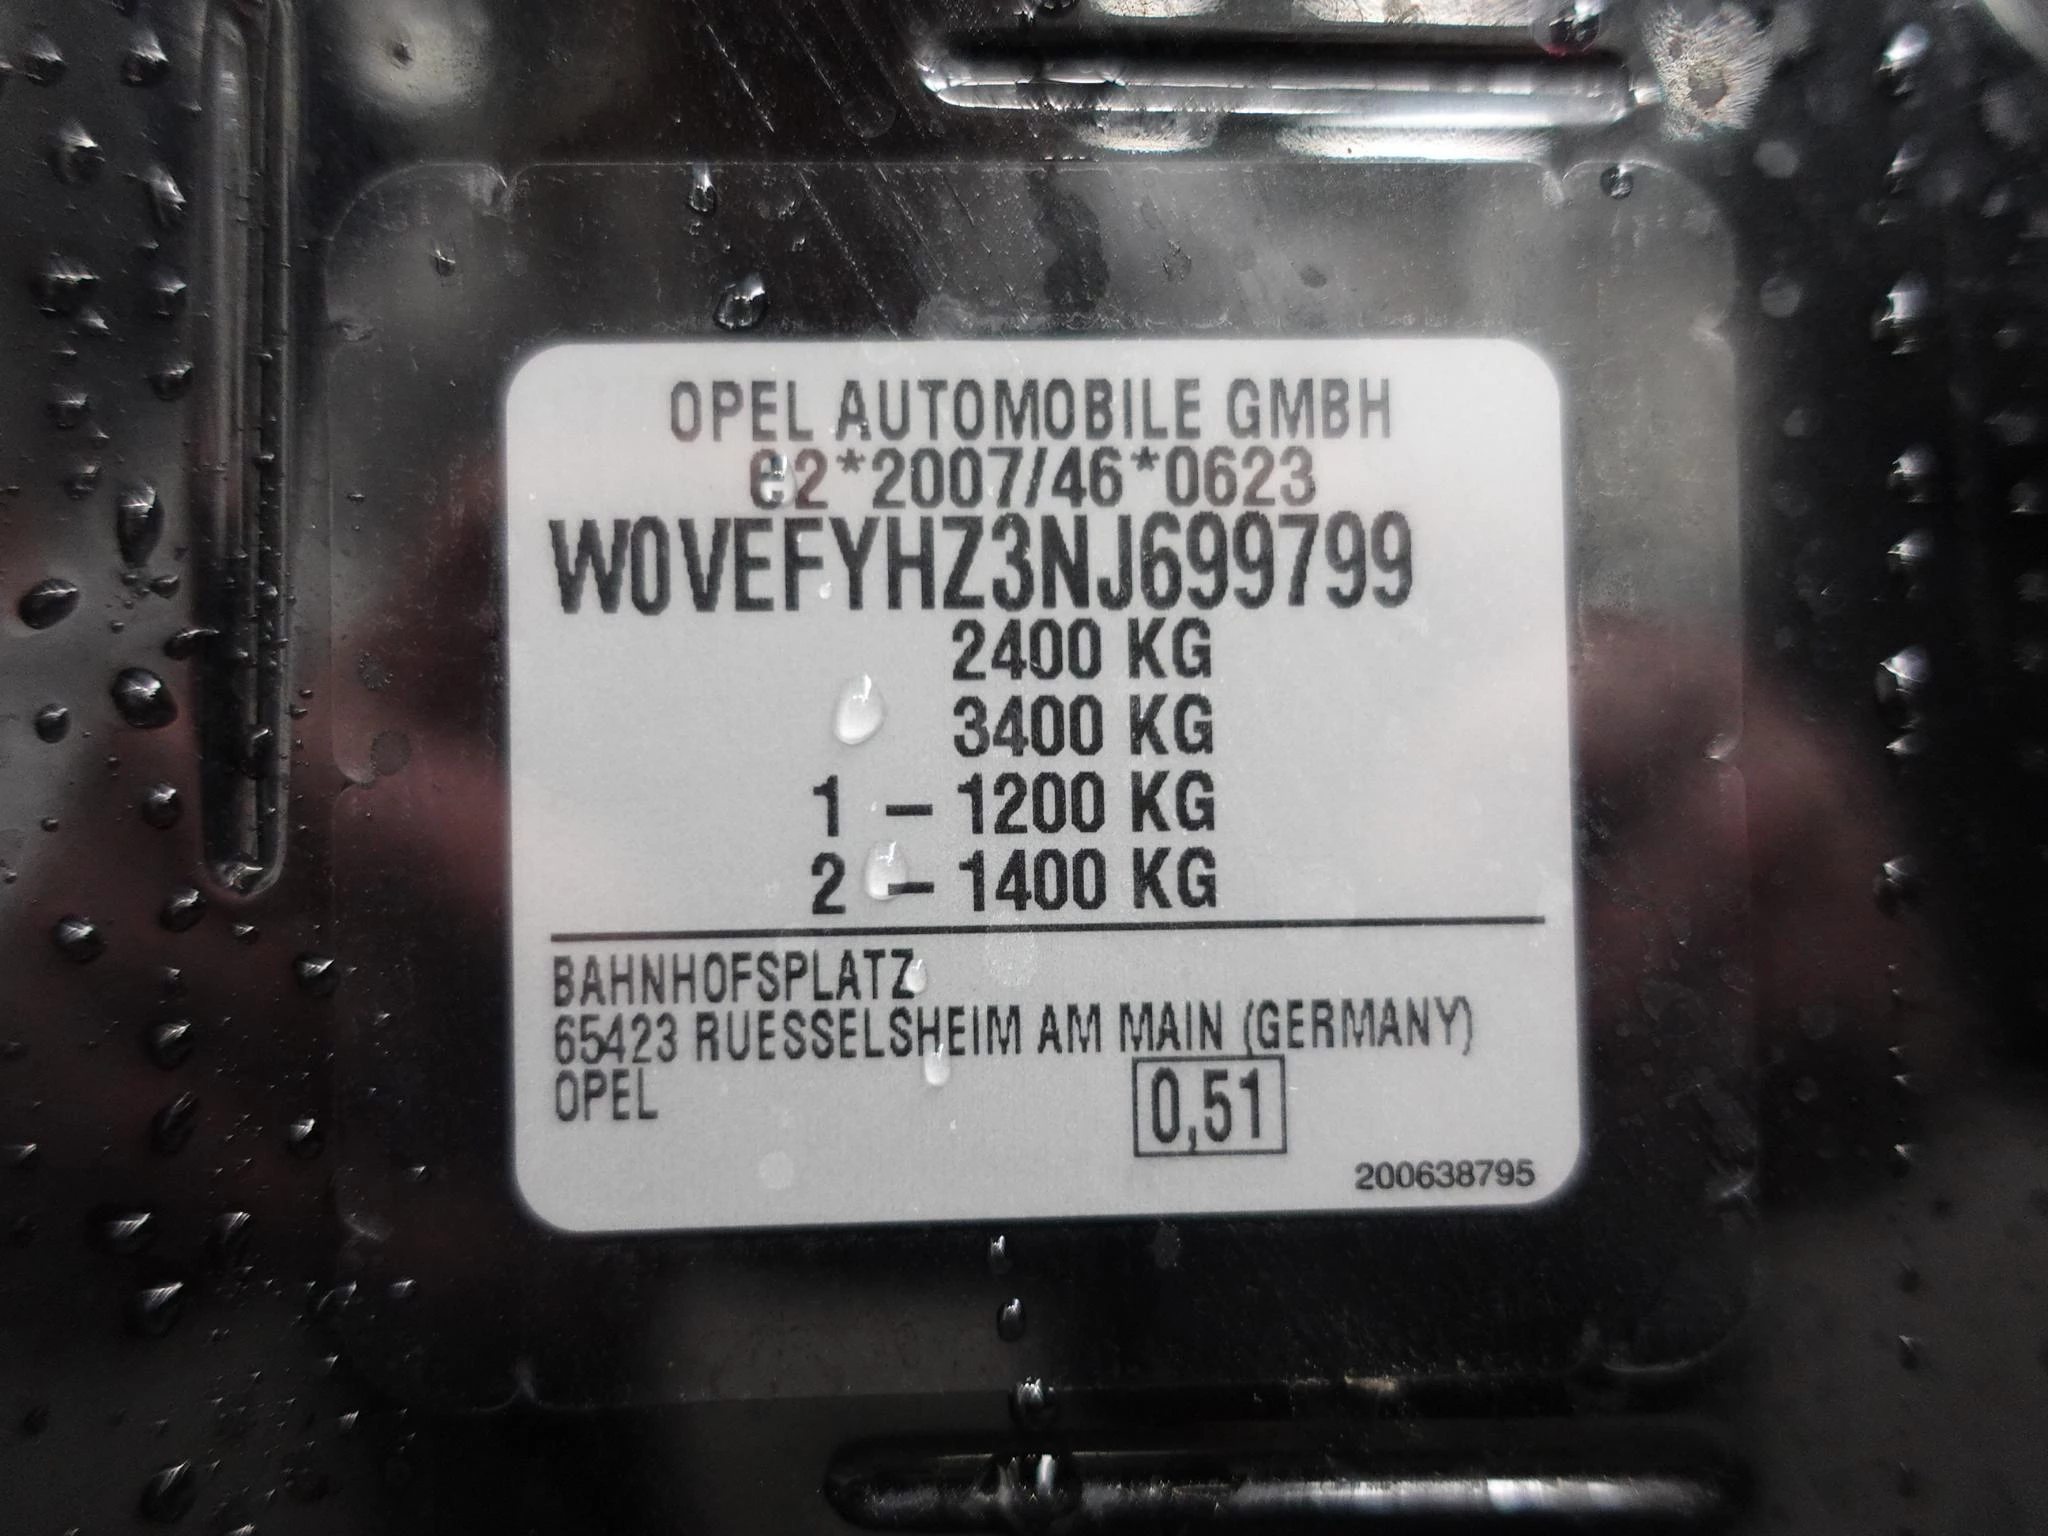 OPEL AUTOMOBILE GMBH
e2*2007/46*0623
W0VEFYHZ3NJ699799
2400 KG
3400 KG
1 – 1200 KG
2 – 1400 KG
BAHNHOFSPLATZ
65423 RUESSELSHEIM AM MAIN (GERMANY)
OPEL
0,51
200638795